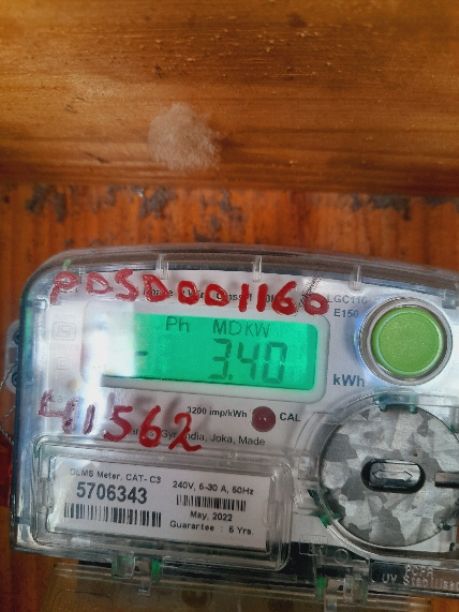 PDSD001160
LGC116
E150
Ph MDKW
3.40
kWh
41562
3200 imp/kWh CAL
India, Joka, Made
DLMS Meter, CAT- C3
5706343
240V, 5-30 A, 50Hz
May, 2022
Guarantee : 5 Yrs.